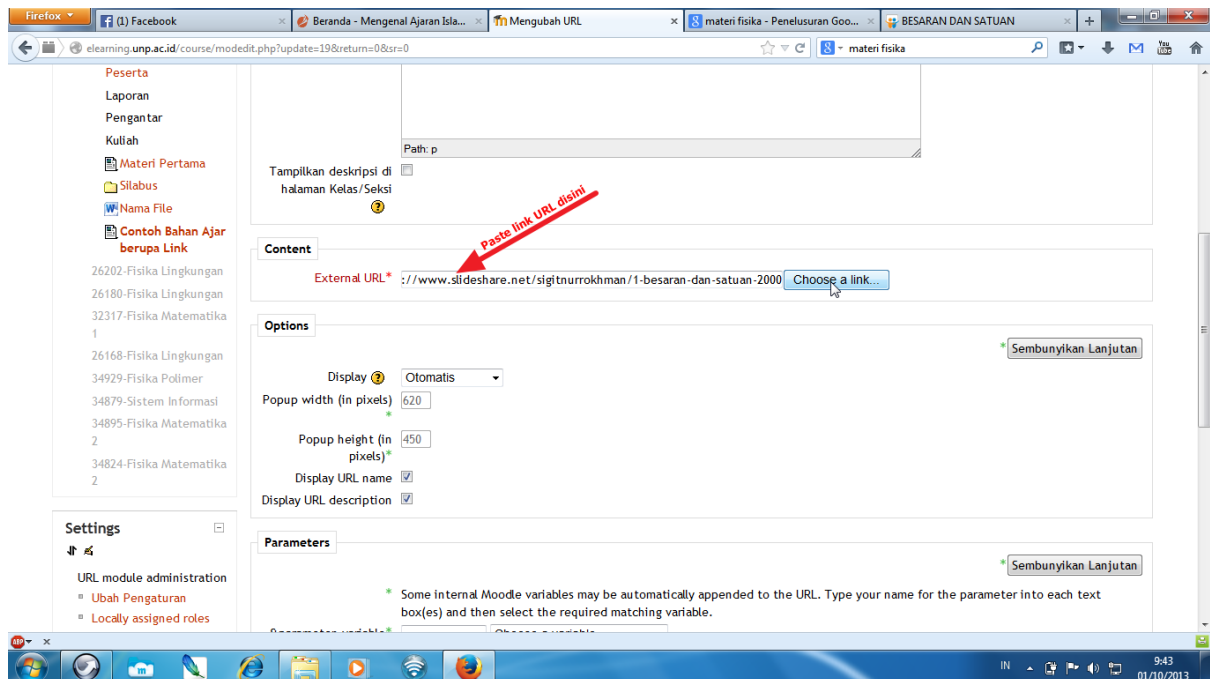 Firefox
(1) Facebook
Beranda - Mengenal Ajaran Isla...
Mengubah URL
materi fisika - Penelusuran Goo...
BESARAN DAN SATUAN
elearning.unp.ac.id/course/modedit.php?update=19&return=0&sr=0
materi fisika
Peserta
Laporan
Pengantar
Kuliah
Materi Pertama
Silabus
Nama File
Contoh Bahan Ajar
berupa Link
26202-Fisika Lingkungan
26180-Fisika Lingkungan
32317-Fisika Matematika
1
26168-Fisika Lingkungan
34929-Fisika Polimer
34879-Sistem Informasi
34895-Fisika Matematika
2
34824-Fisika Matematika
2
Settings
URL module administration
Ubah Pengaturan
Locally assigned roles
Path: p
Tampilkan deskripsi di
halaman Kelas/Seksi
Paste link URL disini
Content
External URL* ://www.slideshare.net/sigitnurrokhman/1-besaran-dan-satuan-2000 Choose a link...
Options
* Sembunyikan Lanjutan
Display Otomatis
Popup width (in pixels) 620
*
Popup height (in 450
pixels)*
Display URL name
Display URL description
Parameters
* Sembunyikan Lanjutan
* Some internal Moodle variables may be automatically appended to the URL. Type your name for the parameter into each text
box(es) and then select the required matching variable.
ABP
IN
9:43
01/10/2013